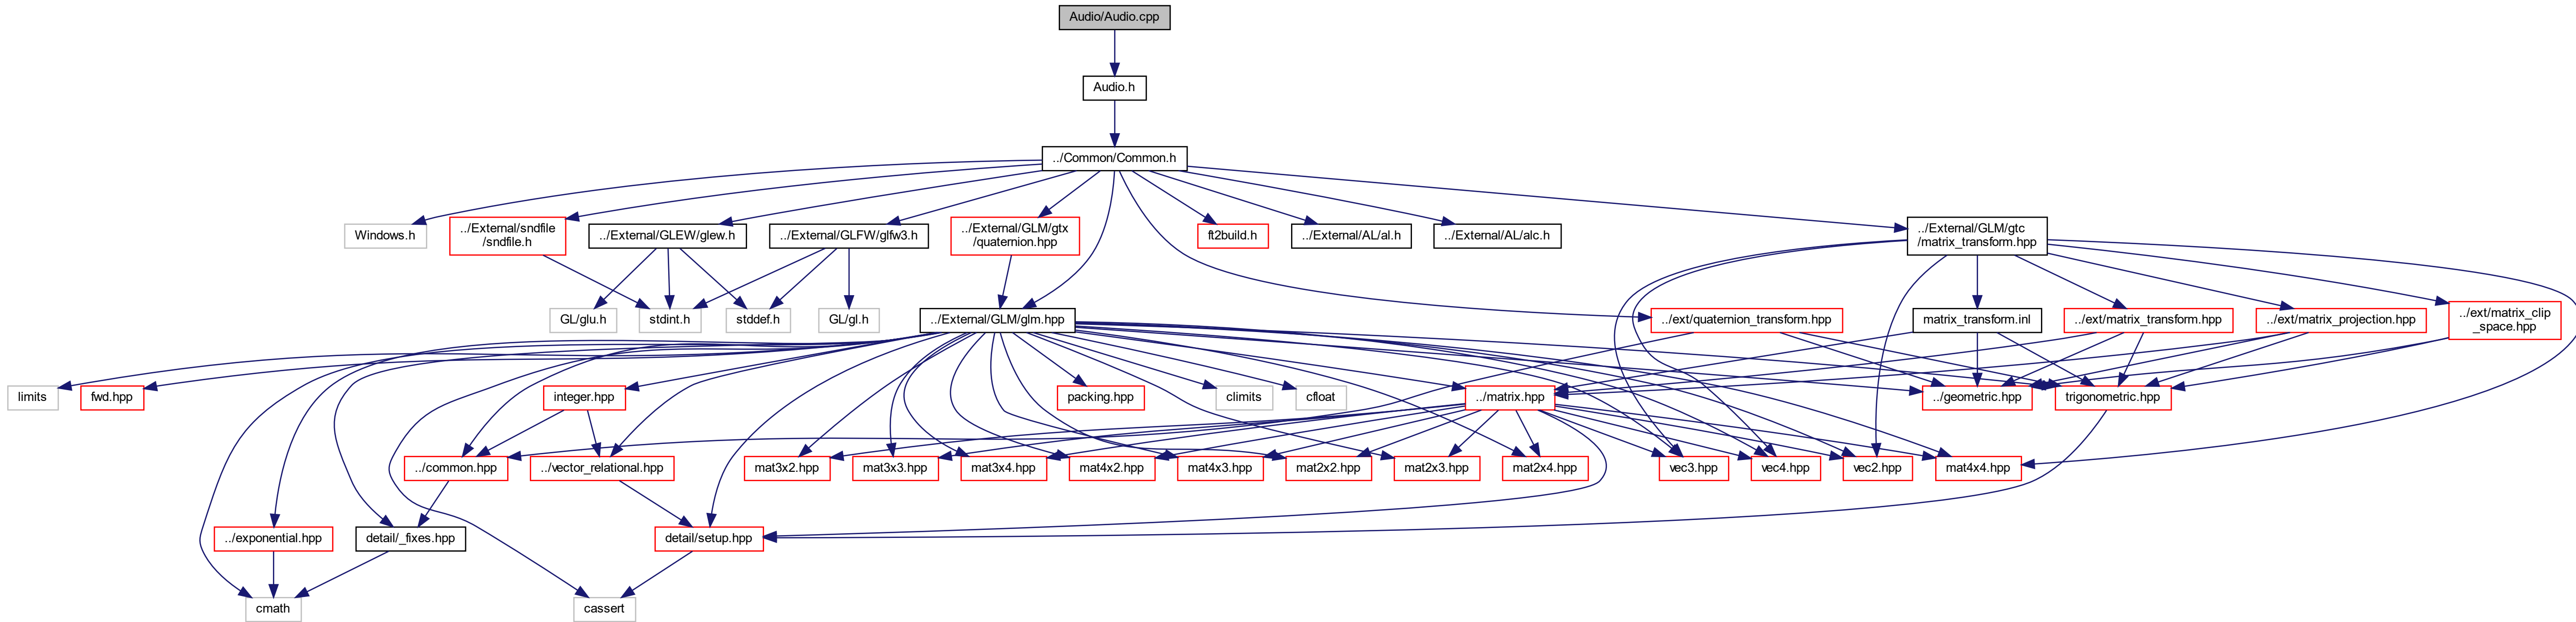 Audio/Audio.cpp
Audio.h
../Common/Common.h
Windows.h
../External/sndfile
/sndfile.h
../External/GLEW/glew.h
../External/GLFW/glfw3.h
../External/GLM/gtx
/quaternion.hpp
ft2build.h
../External/AL/al.h
../External/AL/alc.h
../External/GLM/gtc
/matrix_transform.hpp
GL/glu.h
stdint.h
stddef.h
GL/gl.h
../External/GLM/glm.hpp
../ext/quaternion_transform.hpp
matrix_transform.inl
../ext/matrix_transform.hpp
../ext/matrix_projection.hpp
../ext/matrix_clip
_space.hpp
limits
fwd.hpp
integer.hpp
packing.hpp
climits
cfloat
../matrix.hpp
../geometric.hpp
trigonometric.hpp
../common.hpp
../vector_relational.hpp
mat3x2.hpp
mat3x3.hpp
mat3x4.hpp
mat4x2.hpp
mat4x3.hpp
mat2x2.hpp
mat2x3.hpp
mat2x4.hpp
vec3.hpp
vec4.hpp
vec2.hpp
mat4x4.hpp
../exponential.hpp
detail/_fixes.hpp
detail/setup.hpp
cmath
cassert